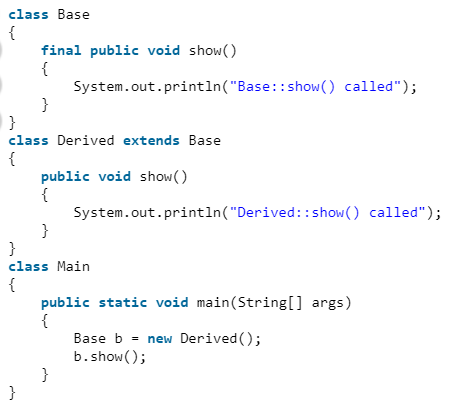 class Base
{
    final public void show()
    {
        System.out.println("Base::show() called");
    }
}
class Derived extends Base
{
    public void show()
    {
        System.out.println("Derived::show() called");
    }
}
class Main
{
    public static void main(String[] args)
    {
        Base b = new Derived();
        b.show();
    }
}